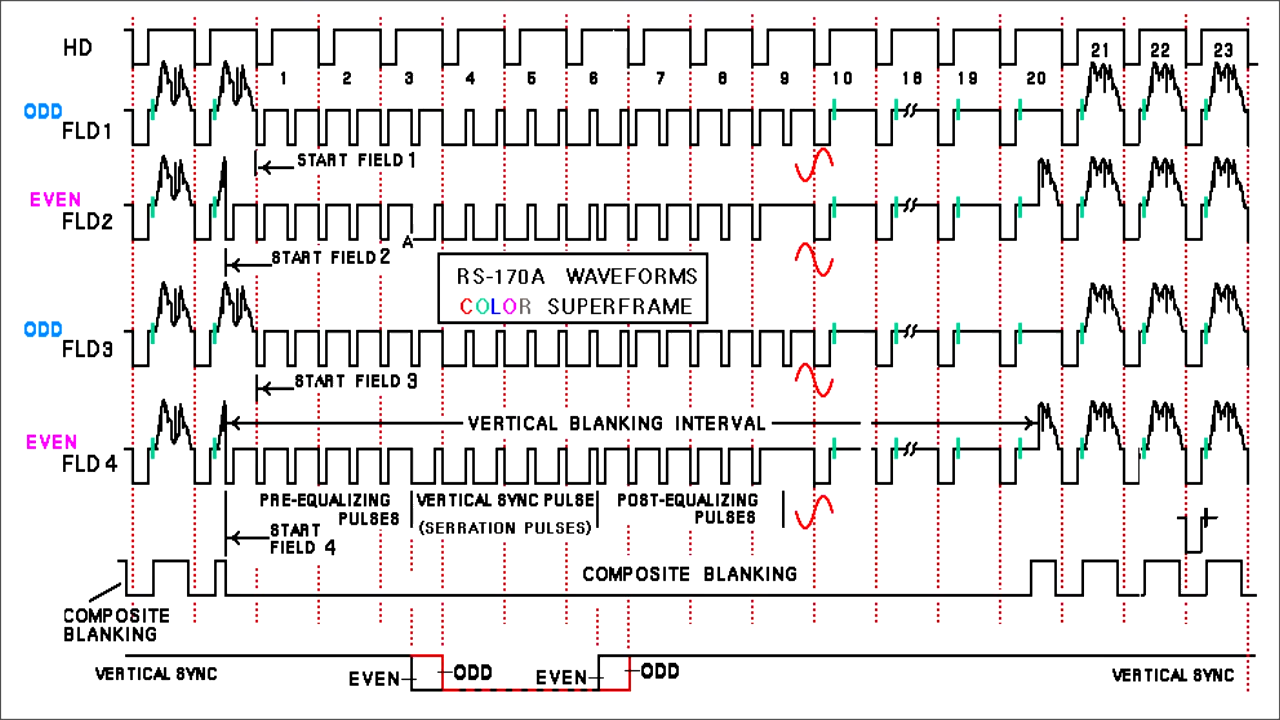 HD
1 2 3 4 5 6 7 8 9 10 18 19 20 21 22 23
ODD
FLD1
START FIELD 1
EVEN
FLD2
A
START FIELD 2
RS-170A WAVEFORMS
COLOR SUPERFRAME
ODD
FLD3
START FIELD 3
VERTICAL BLANKING INTERVAL
EVEN
FLD 4
PRE-EQUALIZING
PULSES
VERTICAL SYNC PULSE
(SERRATION PULSES)
POST-EQUALIZING
PULSES
START
FIELD 4
COMPOSITE BLANKING
COMPOSITE
BLANKING
VERTICAL SYNC
EVEN
ODD
EVEN
ODD
VERTICAL SYNC